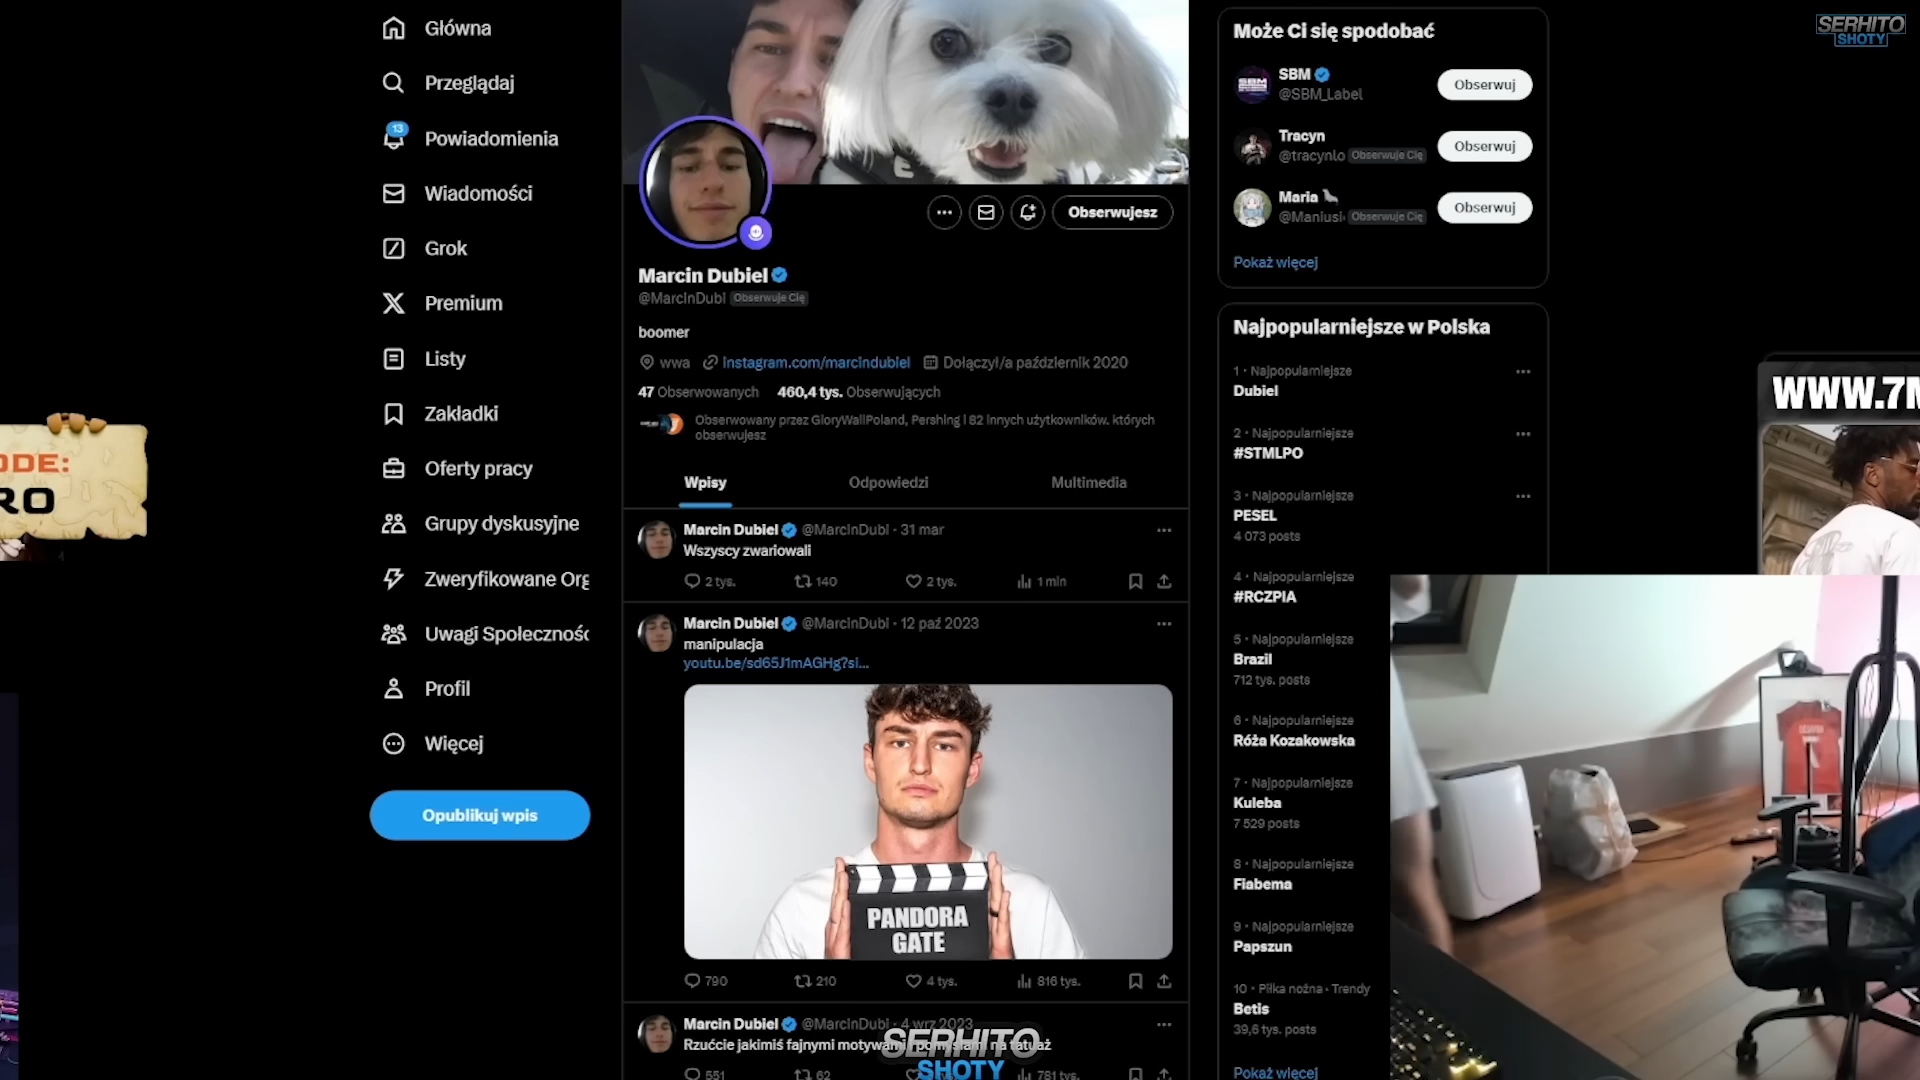 Główna
Przeglądaj
13
Powiadomienia
Wiadomości
Grok
Premium
Listy
Zakładki
Oferty pracy
Grupy dyskusyjne
Zweryfikowane Org
Uwagi Społecznośc
Profil
Więcej
Opublikuj wpis
ODE:
RO
Obserwujesz
Marcin Dubiel
@MarcinDubi Obserwuje Cię
boomer
wwa instagram.com/marcindubiel Dołączył/a październik 2020
47 Obserwowanych 460,4 tys. Obserwujących
Obserwowany przez GloryWallPoland, Pershing i 82 innych użytkowników, których
obserwujesz
Wpisy Odpowiedzi Multimedia
Marcin Dubiel @MarcinDubi · 31 mar
Wszyscy zwariowali
2 tys. 140 2 tys. 1 mln
Marcin Dubiel @MarcinDubi · 12 paź 2023
manipulacja
youtu.be/sd65J1mAGHg?si...
PANDORA
GATE
790 210 4 tys. 816 tys.
Marcin Dubiel @MarcinDubi · 4 wrz 2023
Rzućcie jakimiś fajnymi motywami, pomysłami na tatuaż
551 62 781 tys.
SERHITO
SHOTY
Może Ci się spodobać
SBM
@SBM_Label
Obserwuj
Tracyn
@tracynlo Obserwuje Cię
Obserwuj
Maria
@Maniusi Obserwuje Cię
Obserwuj
Pokaż więcej
Najpopularniejsze w Polska
1 · Najpopularniejsze
Dubiel
2 · Najpopularniejsze
#STMLPO
3 · Najpopularniejsze
PESEL
4 073 posts
4 · Najpopularniejsze
#RCZPIA
5 · Najpopularniejsze
Brazil
712 tys. posts
6 · Najpopularniejsze
Róża Kozakowska
7 · Najpopularniejsze
Kuleba
7 529 posts
8 · Najpopularniejsze
Fiabema
9 · Najpopularniejsze
Papszun
10 · Piłka nożna · Trendy
Betis
39,6 tys. posts
Pokaż więcej
SERHITO
SHOTY
WWW.7M